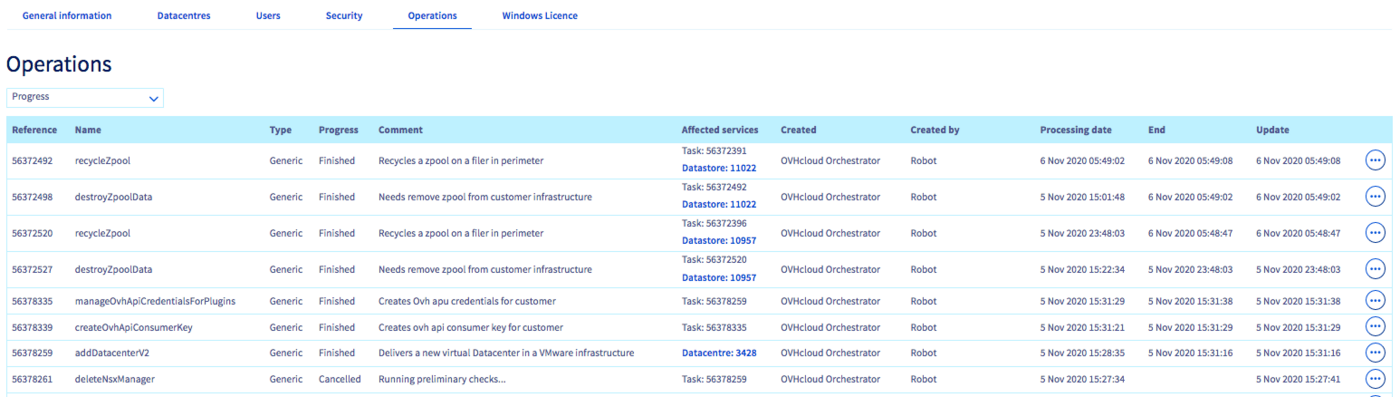 General information Datacentres Users Security Operations Windows Licence
Operations
Progress
Reference Name Type Progress Comment Affected services Created Created by Processing date End Update
56372492 recycleZpool Generic Finished Recycles a zpool on a filer in perimeter Task: 56372391 OVHcloud Orchestrator Robot 6 Nov 2020 05:49:02 6 Nov 2020 05:49:08 6 Nov 2020 05:49:08
Datastore: 11022
56372498 destroyZpoolData Generic Finished Needs remove zpool from customer infrastructure Task: 56372492 OVHcloud Orchestrator Robot 5 Nov 2020 15:01:48 6 Nov 2020 05:49:02 6 Nov 2020 05:49:02
Datastore: 11022
56372520 recycleZpool Generic Finished Recycles a zpool on a filer in perimeter Task: 56372396 OVHcloud Orchestrator Robot 5 Nov 2020 23:48:03 6 Nov 2020 05:48:47 6 Nov 2020 05:48:47
Datastore: 10957
56372527 destroyZpoolData Generic Finished Needs remove zpool from customer infrastructure Task: 56372520 OVHcloud Orchestrator Robot 5 Nov 2020 15:22:34 5 Nov 2020 23:48:03 5 Nov 2020 23:48:03
Datastore: 10957
56378335 manageOvhApiCredentialsForPlugins Generic Finished Creates Ovh apu credentials for customer Task: 56378259 OVHcloud Orchestrator Robot 5 Nov 2020 15:31:29 5 Nov 2020 15:31:38 5 Nov 2020 15:31:38
56378339 createOvhApiConsumerKey Generic Finished Creates ovh api consumer key for customer Task: 56378335 OVHcloud Orchestrator Robot 5 Nov 2020 15:31:21 5 Nov 2020 15:31:29 5 Nov 2020 15:31:29
56378259 addDatacenterV2 Generic Finished Delivers a new virtual Datacenter in a VMware infrastructure Datacentre: 3428 OVHcloud Orchestrator Robot 5 Nov 2020 15:28:35 5 Nov 2020 15:31:16 5 Nov 2020 15:31:16
56378261 deleteNsxManager Generic Cancelled Running preliminary checks... Task: 56378259 OVHcloud Orchestrator Robot 5 Nov 2020 15:27:34 5 Nov 2020 15:27:41